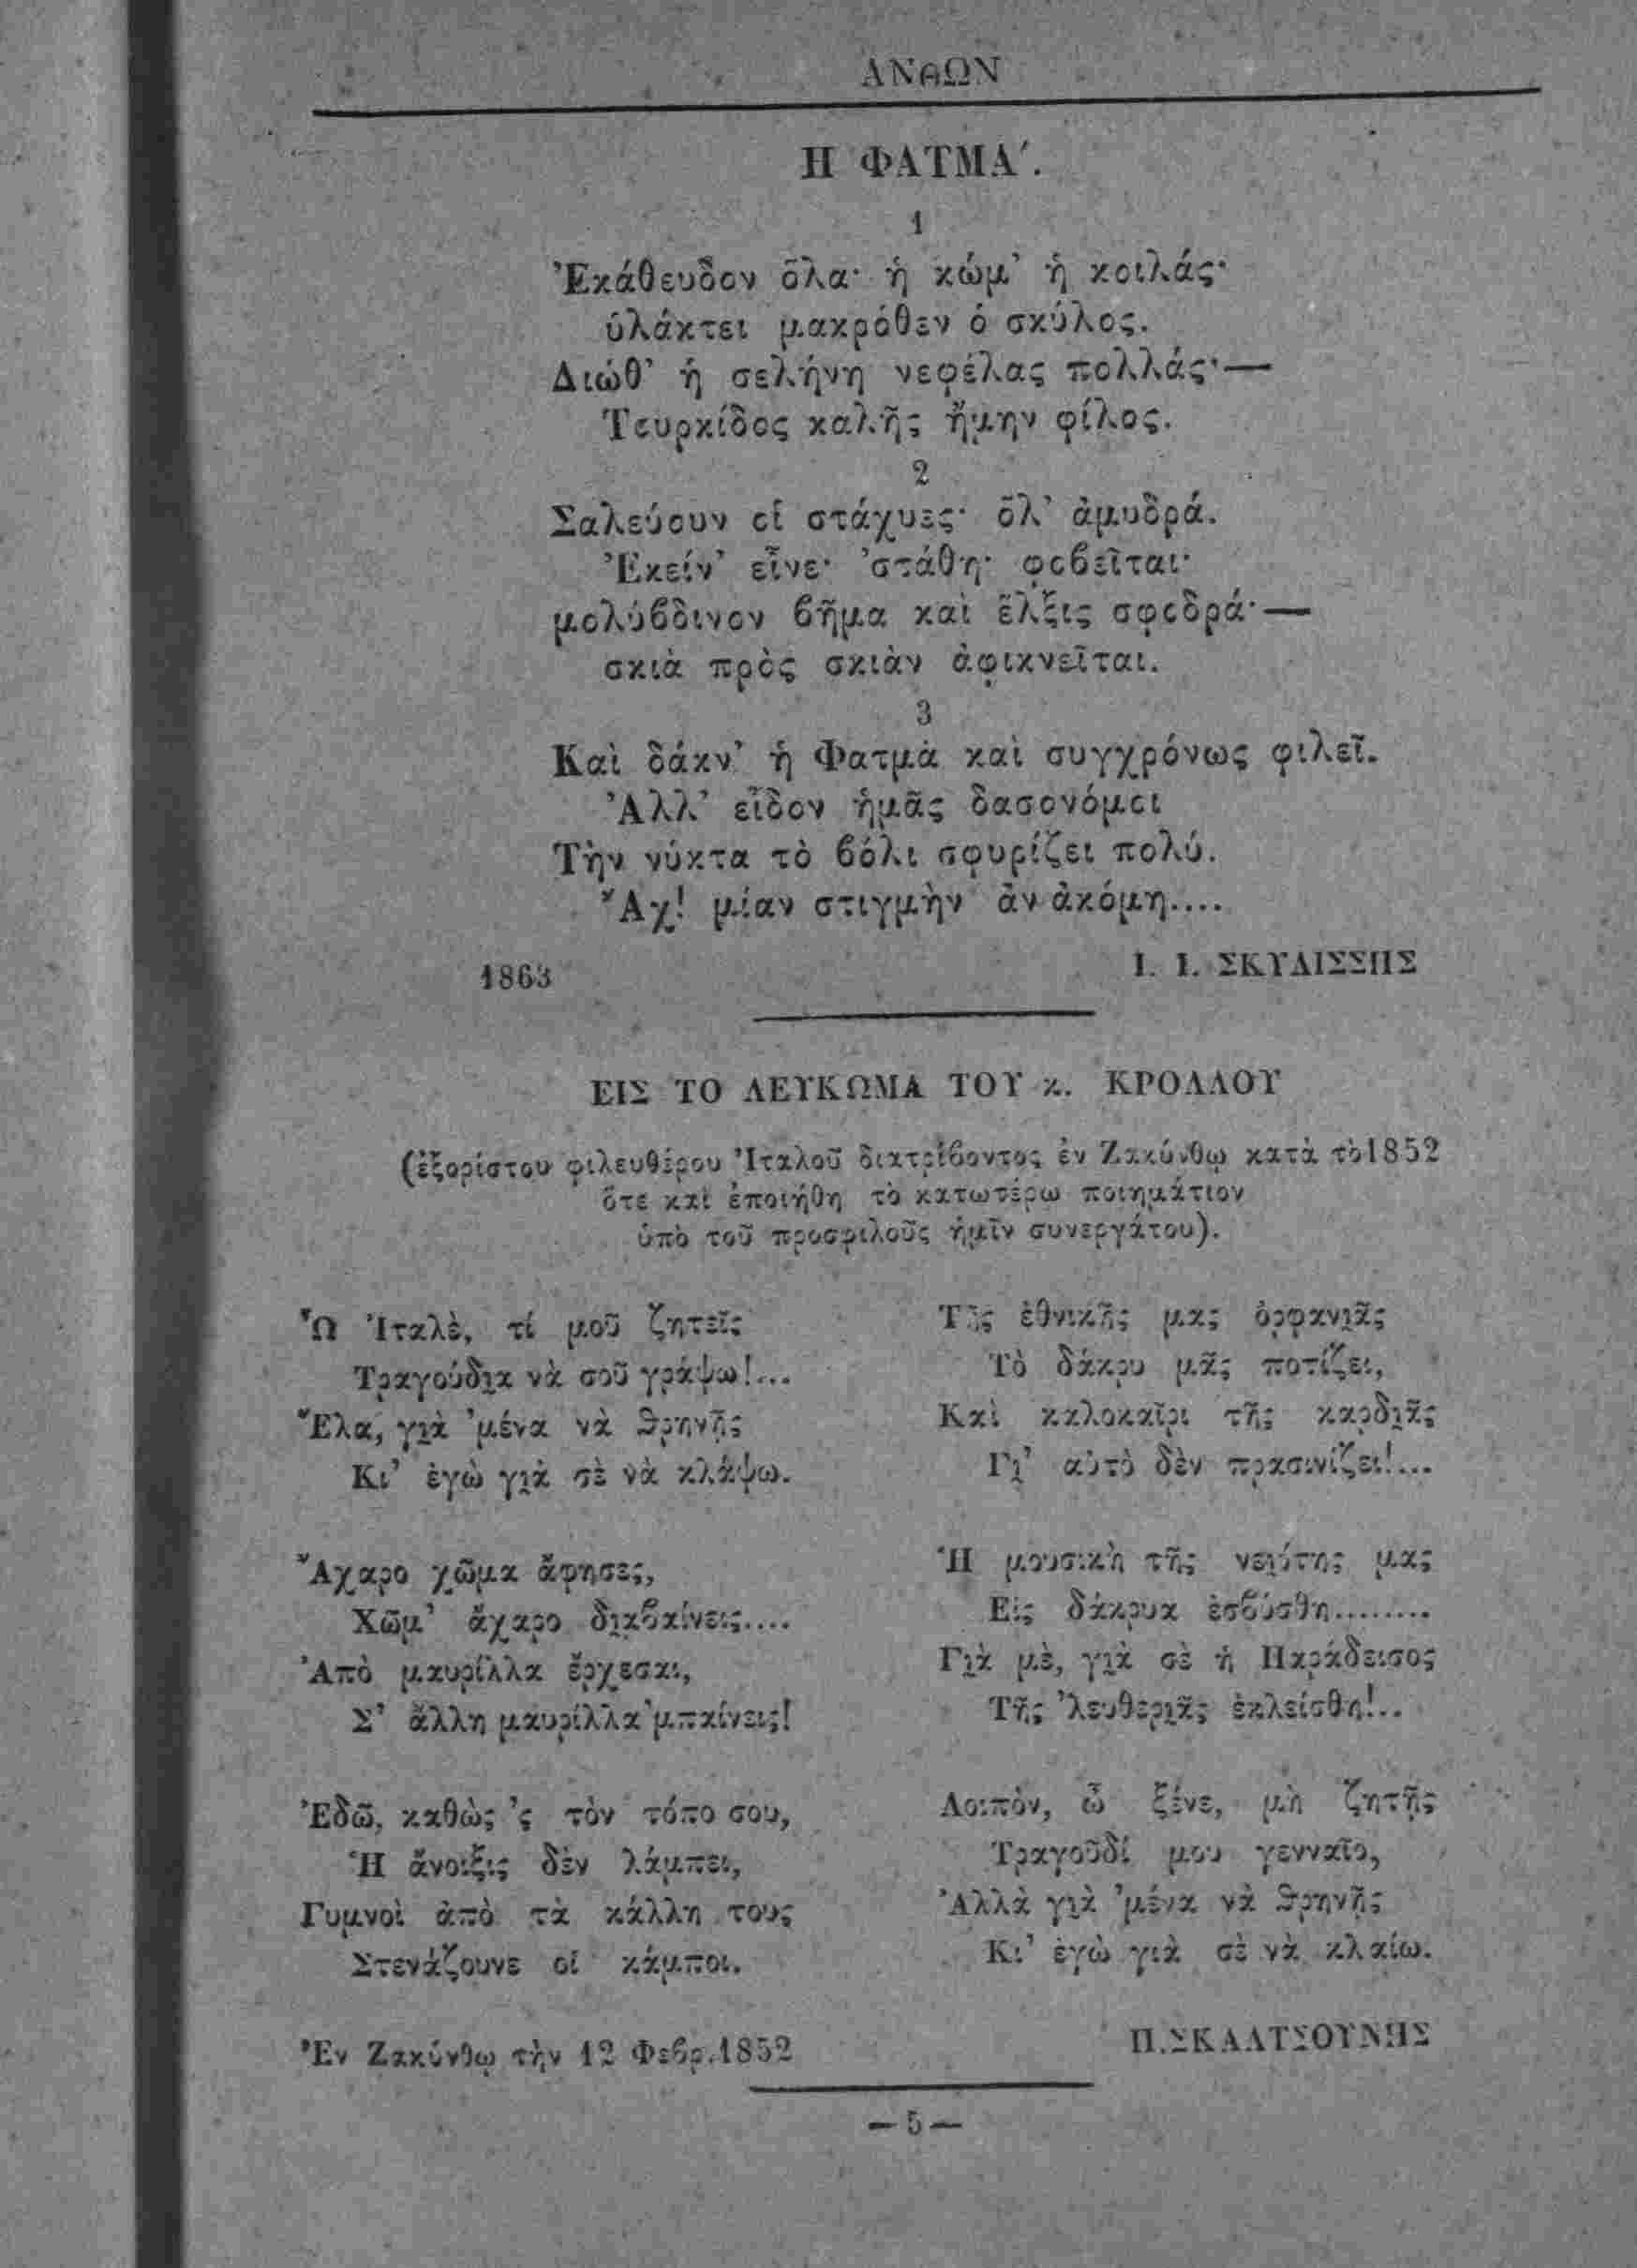 ΑΝΘΩΝ
Η ΦΑΤΜΑ΄.
1
Ἐκάθευδον ὅλα· ἡ κώμ’ ἡ κοιλάς·
ὑλάκτει μακρόθεν ὁ σκύλος.
Διώθ’ ἡ σελήνη νεφέλας πολλάς·—
Τουρκίδος καλῆς ἤμην φίλος.
2
Σαλεύουν οἱ στάχυες· ὅλ’ ἀμυδρά.
Ἐκείν’ εἶνε· ’στάθη· φοβεῖται·
μολύβδινον βῆμα καὶ ἕλξις σφοδρά·—
σκιὰ πρὸς σκιὰν ἀφικνεῖται.
3
Καὶ δάκν’ ἡ Φατμὰ καὶ συγχρόνως φιλεῖ.
Ἀλλ’ εἶδον ἡμᾶς δασονόμοι
Τὴν νύκτα τὸ βόλι σφυρίζει πολύ.
Ἄχ! μίαν στιγμὴν ἀν ἀκόμη....
1863
Ι. Ι. ΣΚΥΛΙΣΣΗΣ
ΕΙΣ ΤΟ ΛΕΥΚΩΜΑ ΤΟΥ κ. ΚΡΟΛΛΟΥ
(ἐξορίστου φιλευθέρου Ἰταλοῦ διατρίβοντος ἐν Ζακύνθῳ κατὰ τὸ 1852
ὅτε καὶ ἐποιήθη τὸ κατωτέρω ποιημάτιον
ὑπὸ τοῦ προσφιλοῦς ἡμῖν συνεργάτου).
Ὦ Ἰταλὲ, τί μοῦ ζητεῖς
Τραγούδια νὰ σοῦ γράψω!...
Ἔλα, γιὰ ’μένα νὰ θρηνῇς
Κι’ ἐγὼ γιὰ σὲ νὰ κλάψω.
Ἄχαρο χῶμα ἄφησες,
Χῶμ’ ἄχαρο διαβαίνεις....
Ἀπὸ μαυρίλλα ἔρχεσαι,
Σ’ ἄλλη μαυρίλλα ’μπαίνεις!
Ἐδῶ, καθὼς ’ς τὸν τόπο σου,
Ἡ ἄνοιξις δὲν λάμπει,
Γυμνοὶ ἀπὸ τὰ κάλλη τους
Στενάζουνε οἱ κάμποι.
Τῆς ἐθνικῆς μας ὀρφανιᾶς
Τὸ δάκρυ μᾶς ποτίζει,
Καὶ καλοκαῖρι τῆς καρδιᾶς
Γι’ αὐτὸ δὲν πρασινίζει!...
Ἡ μουσικὴ τῆς νειότης μας
Εἰς δάκρυα ἐσβύσθη........
Γιὰ μὲ, γιὰ σὲ ἡ Παράδεισος
Τῆς ’λευθεριᾶς ἐκλείσθη!..
Λοιπὸν, ὦ ξένε, μὴ ζητῇς
Τραγοῦδί μου γενναῖο,
Ἀλλὰ γιὰ ’μένα νὰ θρηνῇς
Κι’ ἐγὼ γιὰ σὲ νὰ κλαίω.
Ἐν Ζακύνθῳ τὴν 12 Φεβρ. 1852
Π. ΣΚΑΛΤΣΟΥΝΗΣ
— 5 —